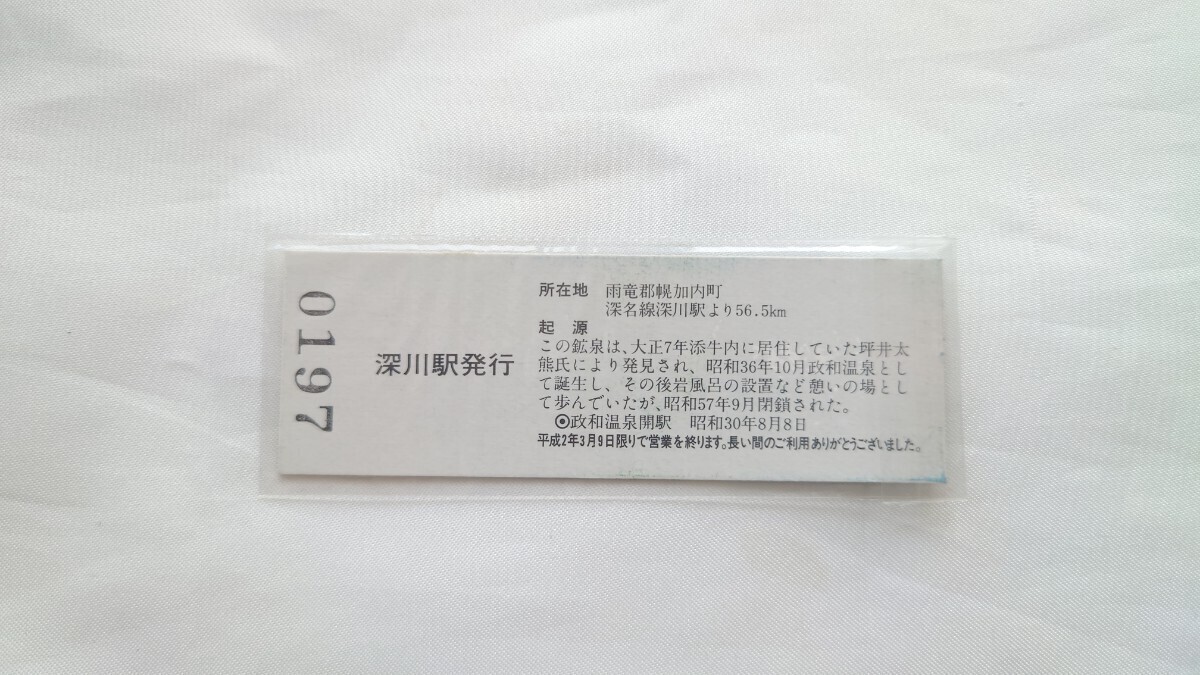 0197
深川駅発行
所在地　雨竜郡幌加内町
深名線深川駅より56.5km
起　源
この鉱泉は、大正7年添牛内に居住していた坪井太
熊氏により発見され、昭和36年10月政和温泉とし
て誕生し、その後岩風呂の設置など憩いの場とし
て歩んでいたが、昭和57年9月閉鎖された。
◎政和温泉開駅　昭和30年8月8日
平成2年3月9日限りで営業を終ります。長い間のご利用ありがとうございました。